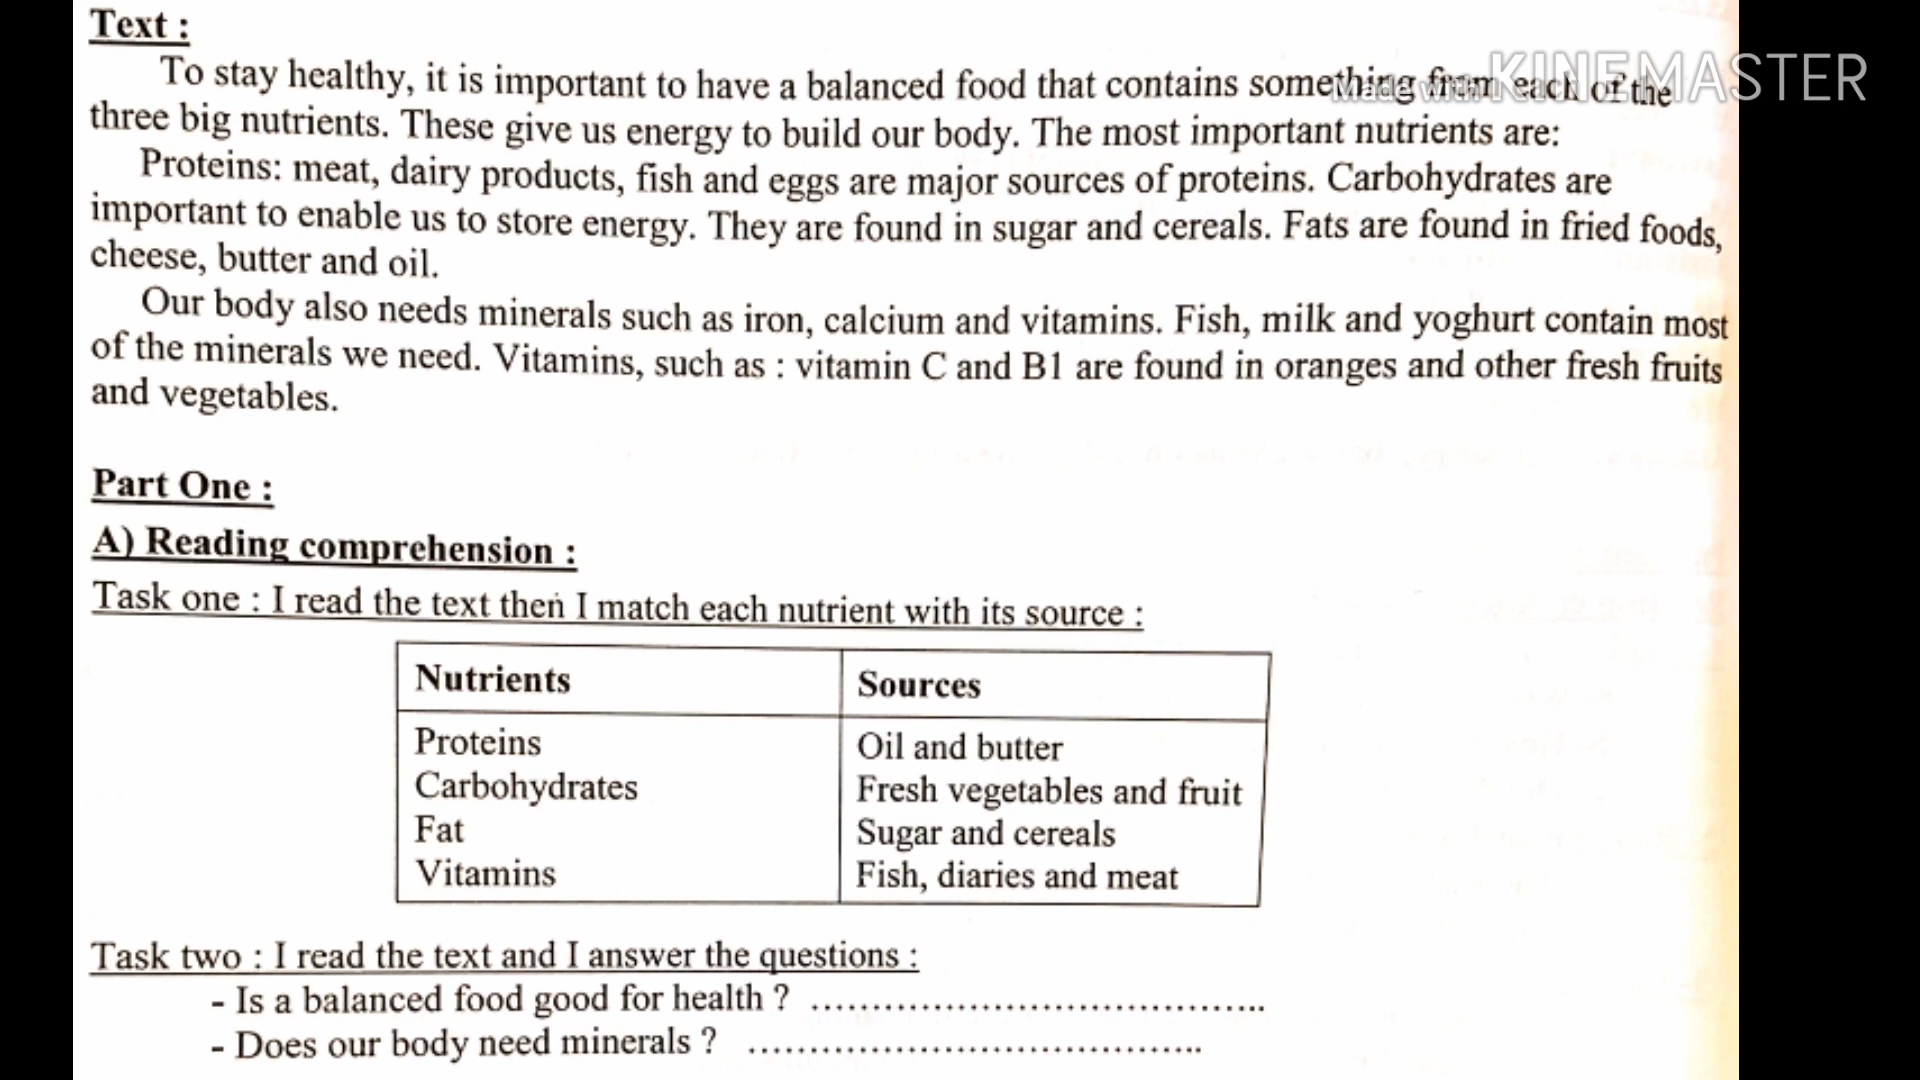 Text :
To stay healthy, it is important to have a balanced food that contains something from each of the
three big nutrients. These give us energy to build our body. The most important nutrients are:
Proteins: meat, dairy products, fish and eggs are major sources of proteins. Carbohydrates are
important to enable us to store energy. They are found in sugar and cereals. Fats are found in fried foods,
cheese, butter and oil.
Our body also needs minerals such as iron, calcium and vitamins. Fish, milk and yoghurt contain most
of the minerals we need. Vitamins, such as : vitamin C and B1 are found in oranges and other fresh fruits
and vegetables.
Made with KINEMASTER
Part One :
A) Reading comprehension :
Task one : I read the text then I match each nutrient with its source :
Nutrients Sources
Proteins Oil and butter
Carbohydrates Fresh vegetables and fruit
Fat Sugar and cereals
Vitamins Fish, diaries and meat
Task two : I read the text and I answer the questions :
- Is a balanced food good for health ? ..........................................
- Does our body need minerals ? ..........................................